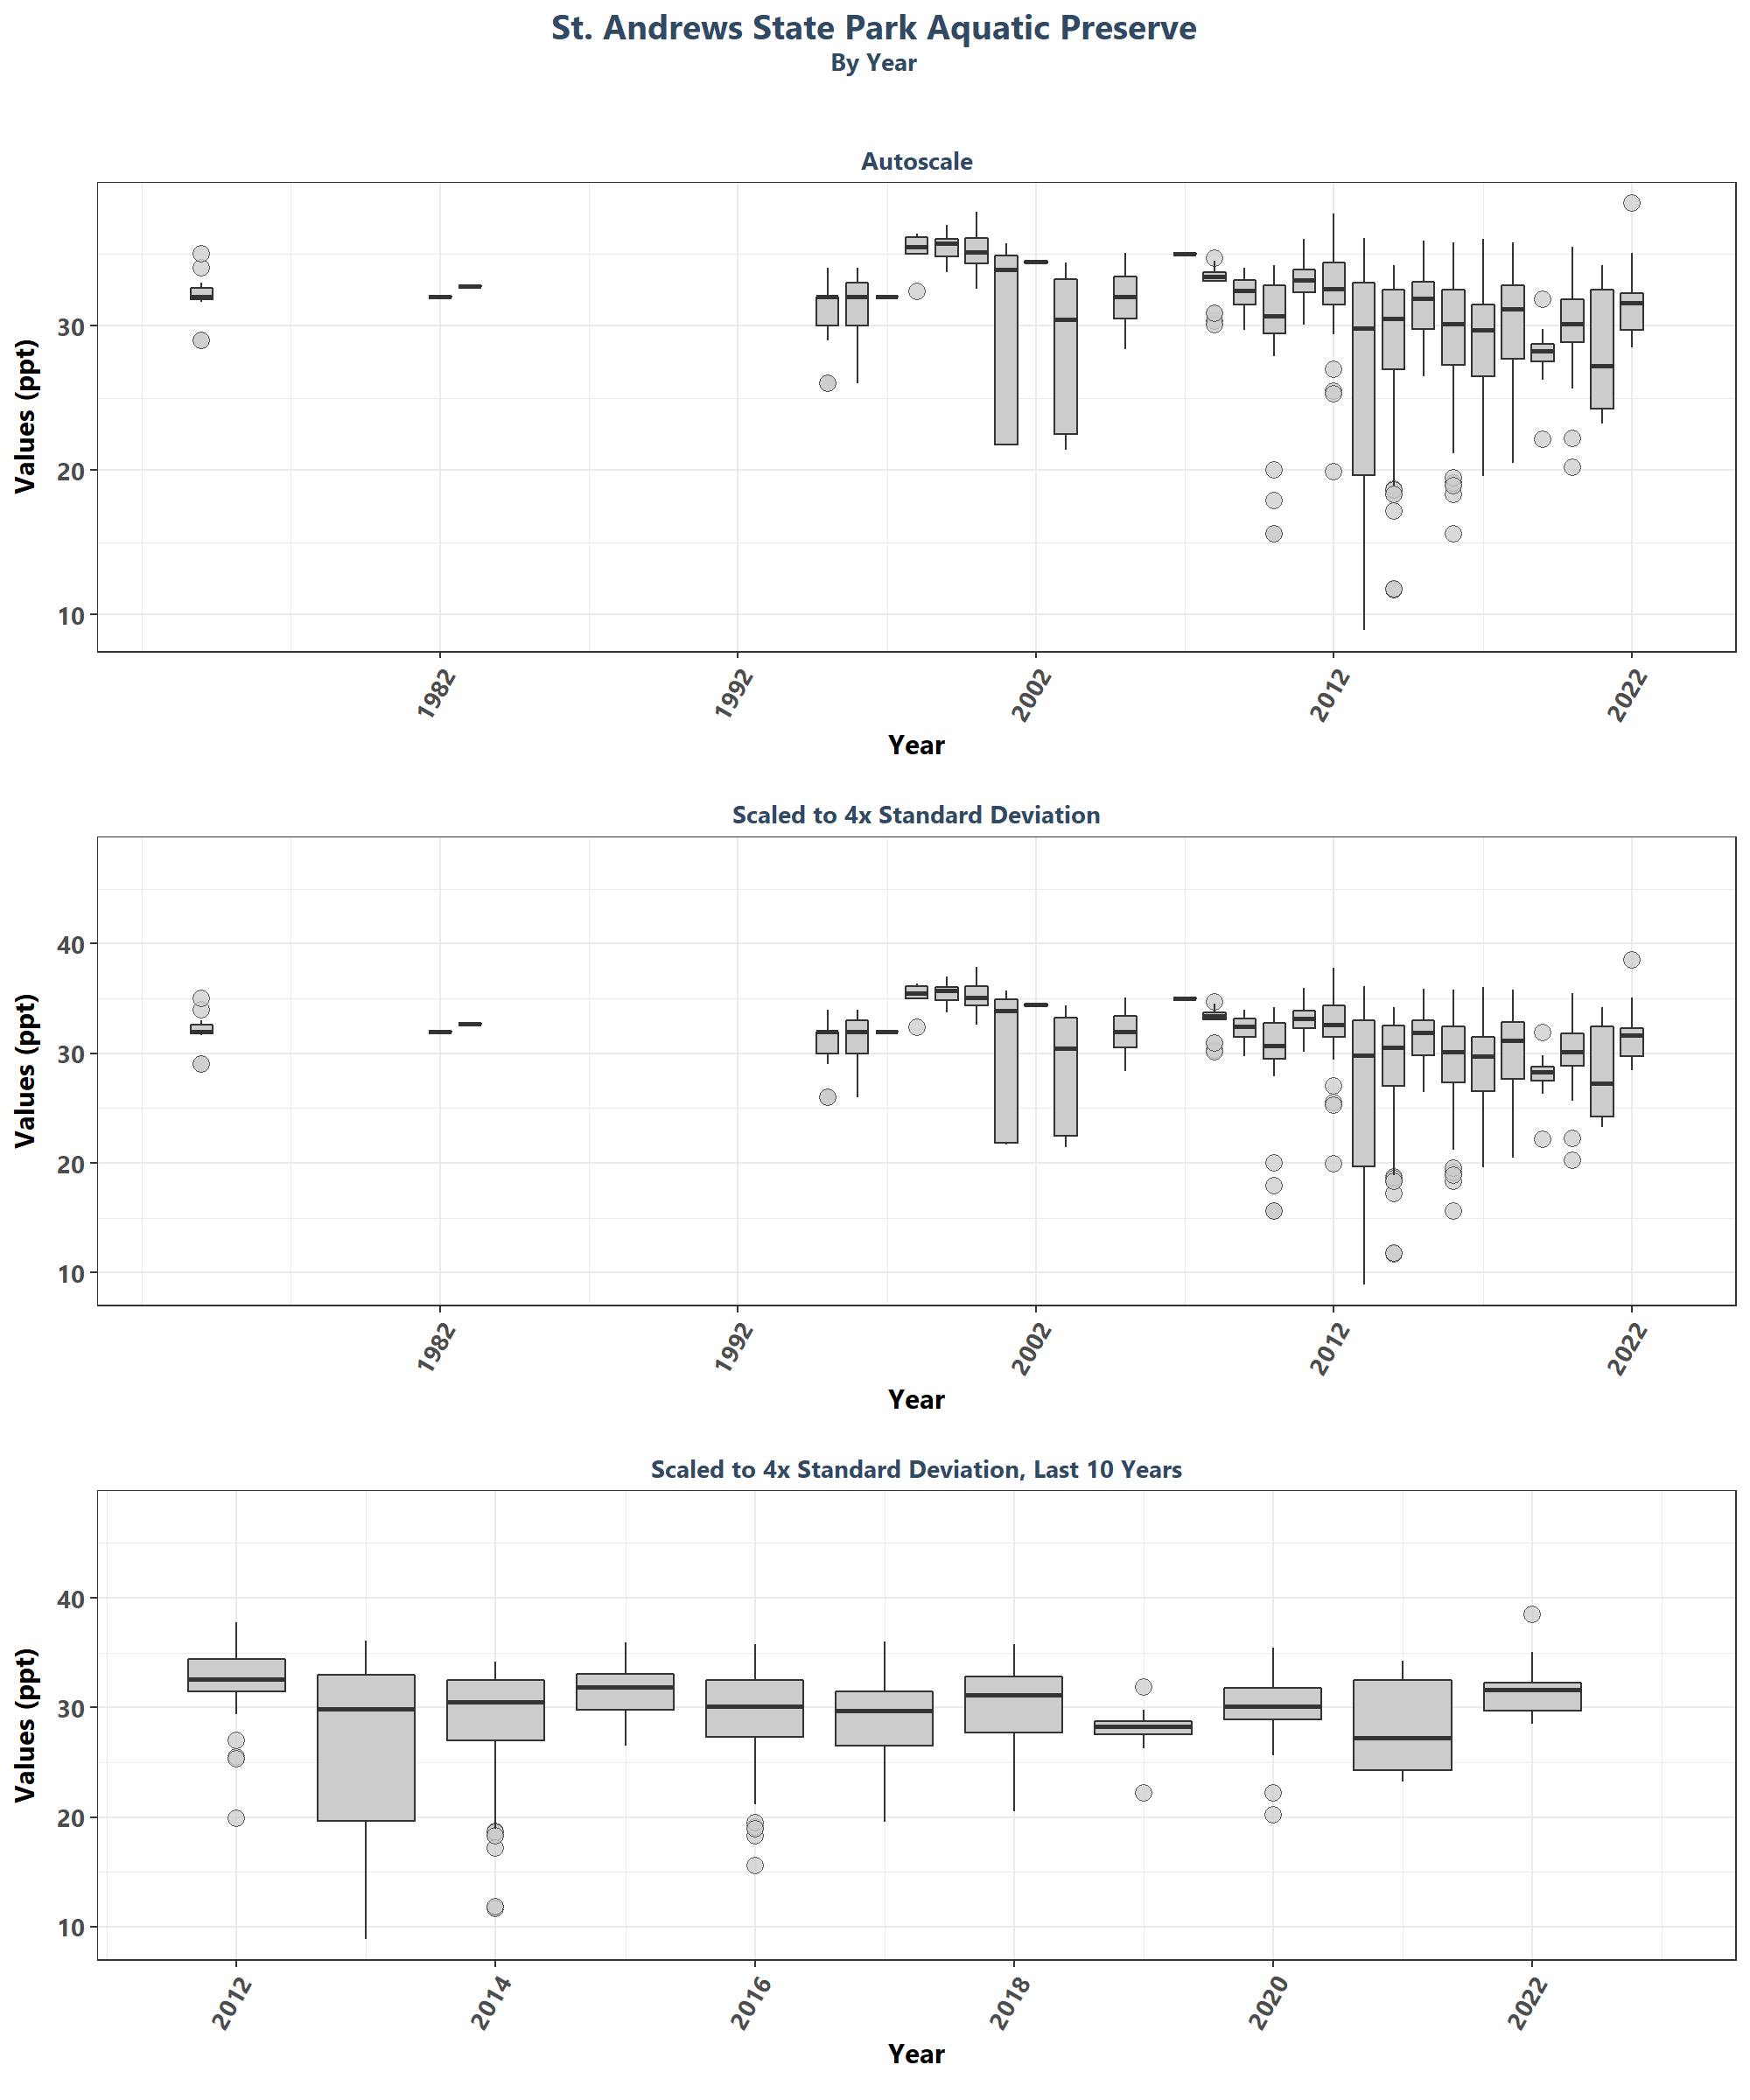 St. Andrews State Park Aquatic Preserve
By Year
Autoscale
Values (ppt)
30
20
10
1982
1992
2002
2012
2022
Year
Scaled to 4x Standard Deviation
Values (ppt)
40
30
20
10
1982
1992
2002
2012
2022
Year
Scaled to 4x Standard Deviation, Last 10 Years
Values (ppt)
40
30
20
10
2012
2014
2016
2018
2020
2022
Year